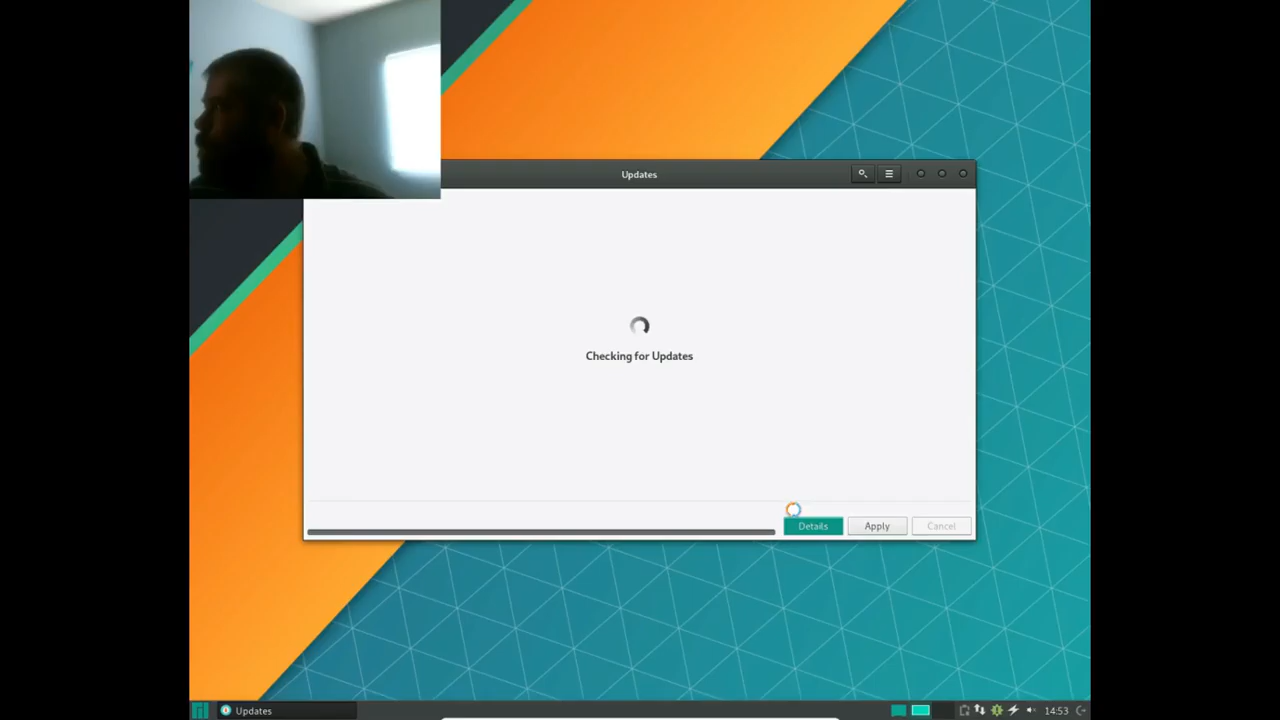 Updates
Checking for Updates
Details
Apply
Cancel
Updates
14:53